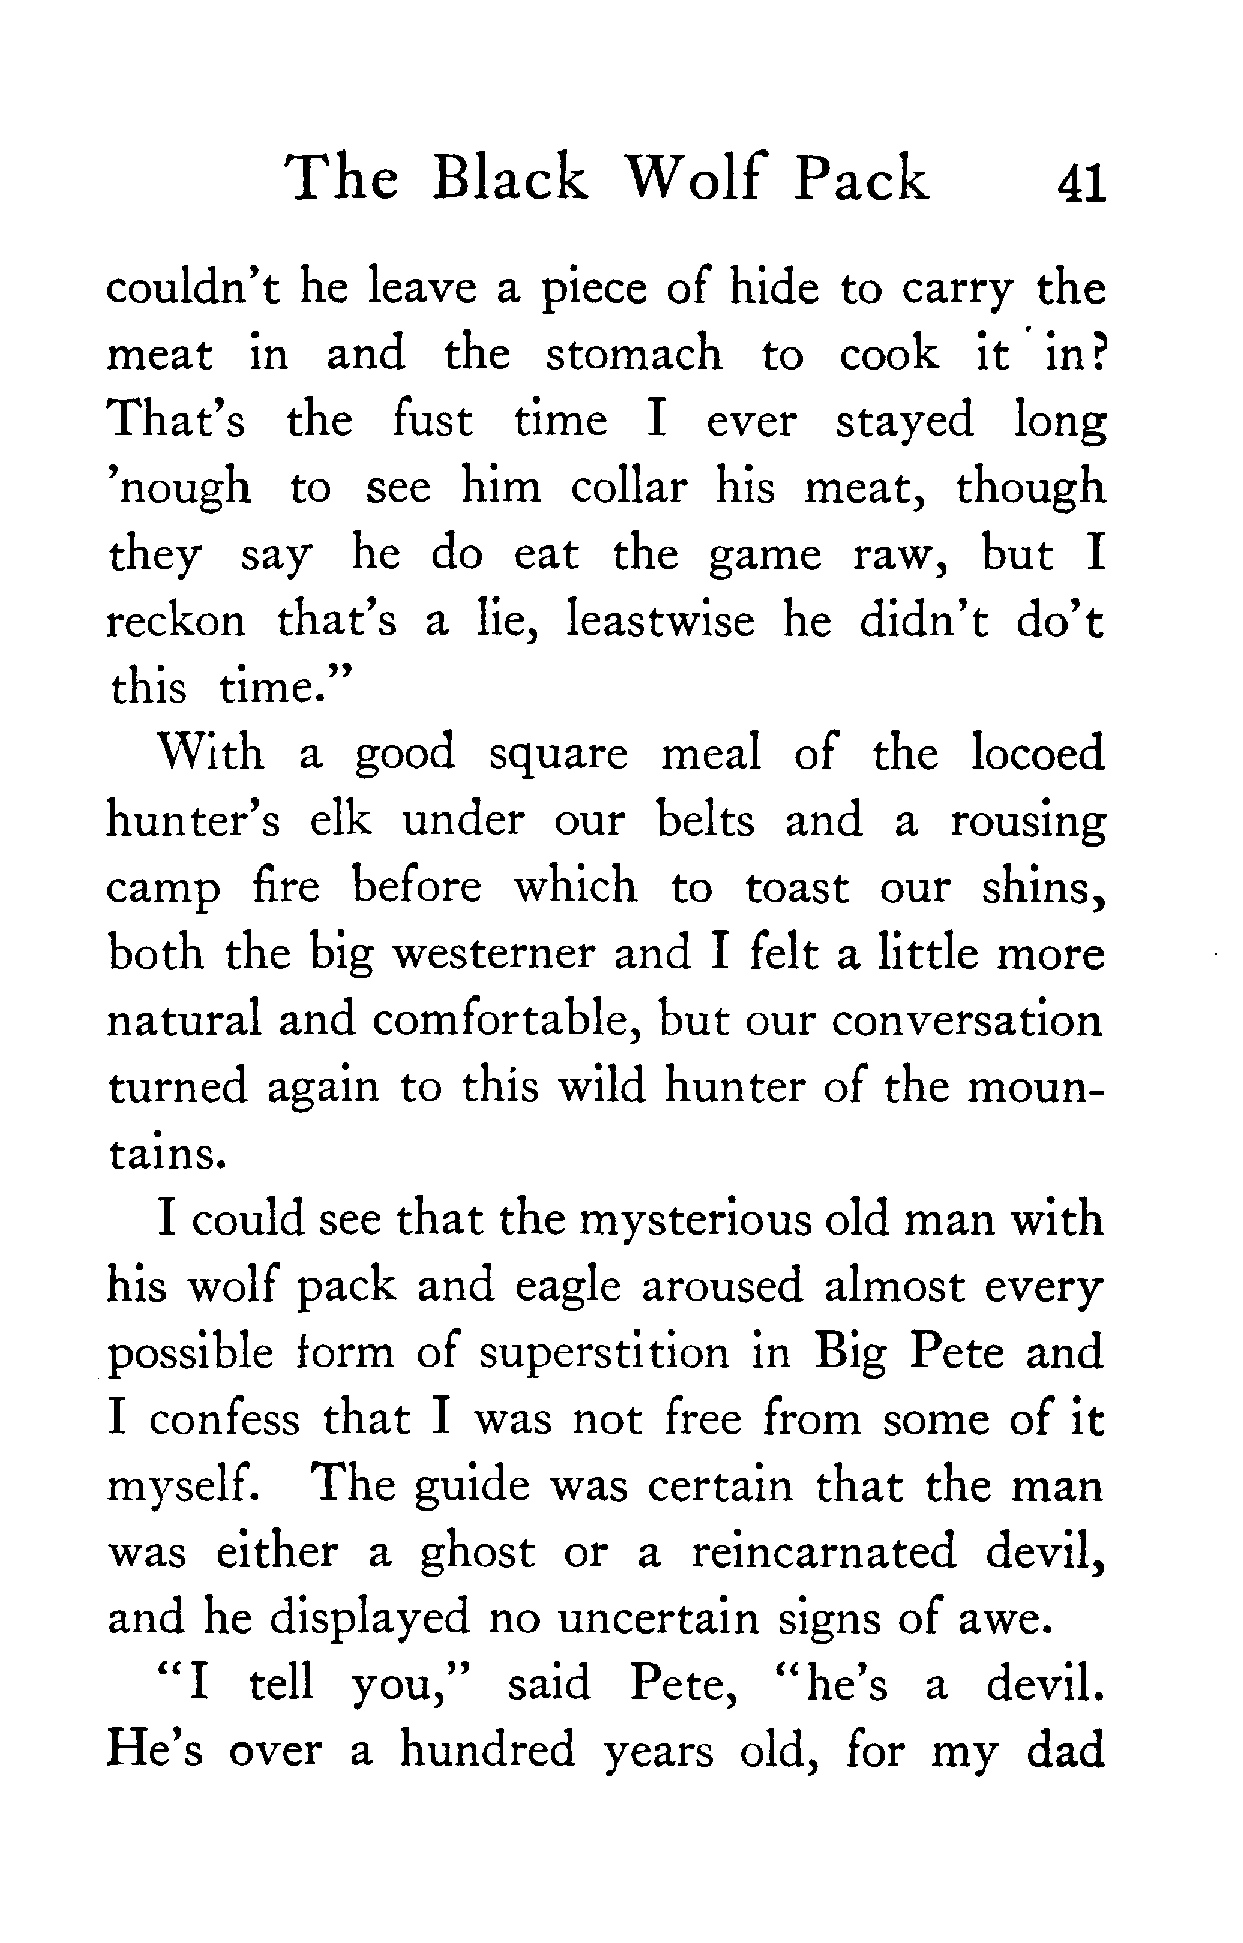 The Black Wolf Pack 41
couldn't he leave a piece of hide to carry the
meat in and the stomach to cook it in?
That's the fust time I ever stayed long
'nough to see him collar his meat, though
they say he do eat the game raw, but I
reckon that's a lie, leastwise he didn't do't
this time."
With a good square meal of the locoed
hunter's elk under our belts and a rousing
camp fire before which to toast our shins,
both the big westerner and I felt a little more
natural and comfortable, but our conversation
turned again to this wild hunter of the moun-
tains.
I could see that the mysterious old man with
his wolf pack and eagle aroused almost every
possible form of superstition in Big Pete and
I confess that I was not free from some of it
myself. The guide was certain that the man
was either a ghost or a reincarnated devil,
and he displayed no uncertain signs of awe.
"I tell you," said Pete, "he's a devil.
He's over a hundred years old, for my dad